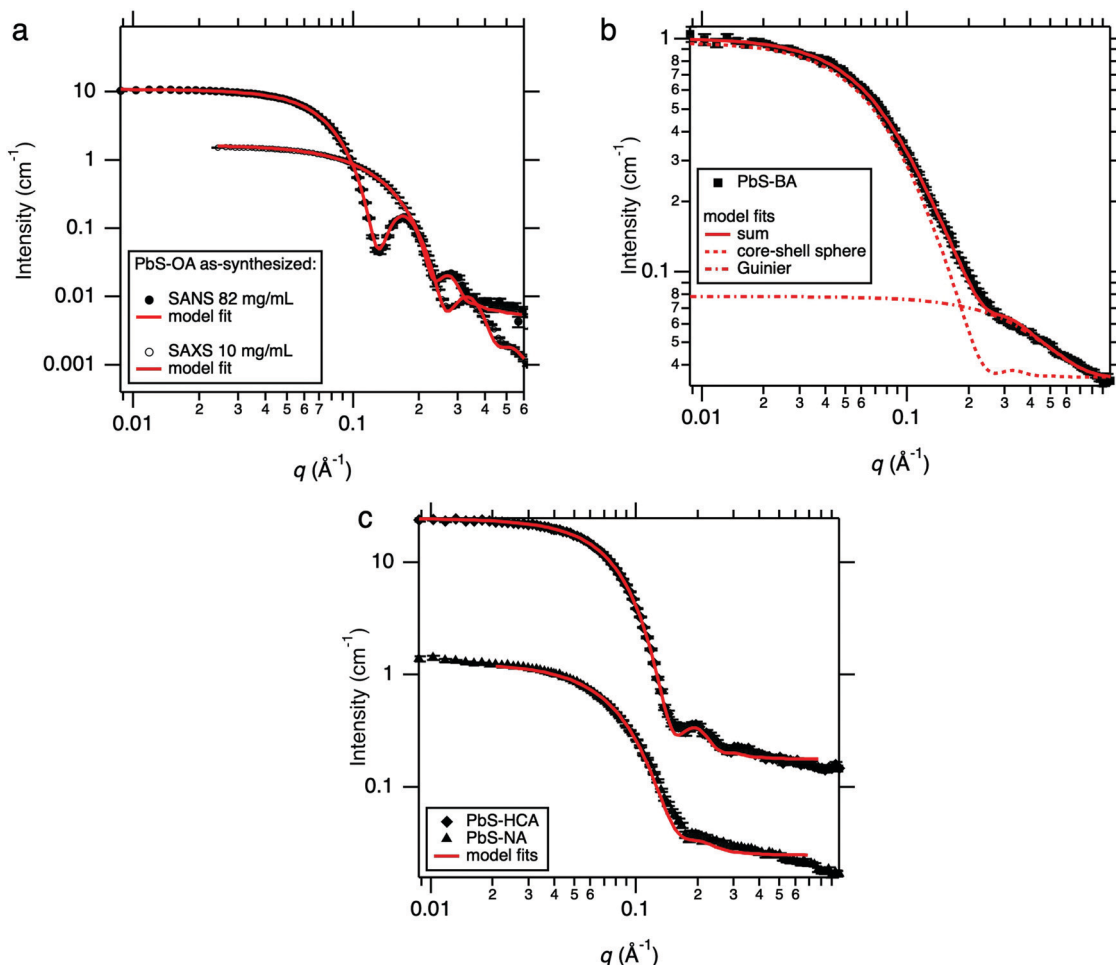 a
Intensity (cm⁻¹)
10
1
0.1
0.01
0.001
PbS-OA as-synthesized:
SANS 82 mg/mL
model fit
SAXS 10 mg/mL
model fit
0.01
2 3 4 5 6 7
0.1
2 3 4 5 6
q (Å⁻¹)
b
Intensity (cm⁻¹)
1
9
8
7
6
5
4
3
2
0.1
9
8
7
6
5
4
PbS-BA
model fits
sum
core-shell sphere
Guinier
0.01
2 3 4 5 6
0.1
2 3 4 5 6
q (Å⁻¹)
c
Intensity (cm⁻¹)
10
1
0.1
PbS-HCA
PbS-NA
model fits
0.01
2 3 4 5 6
0.1
2 3 4 5 6
q (Å⁻¹)